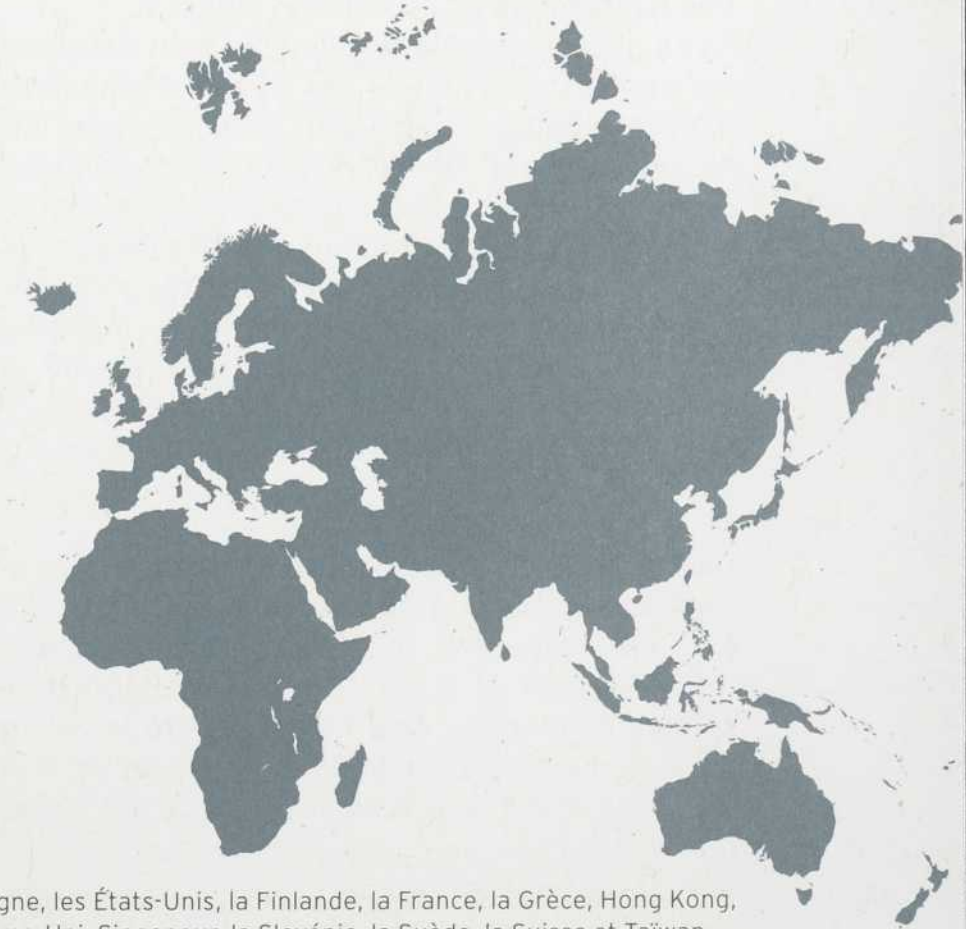 gne, les États-Unis, la Finlande, la France, la Grèce, Hong Kong,
Singapour, la Slovénie, la Suède, la Suisse et Taïwan